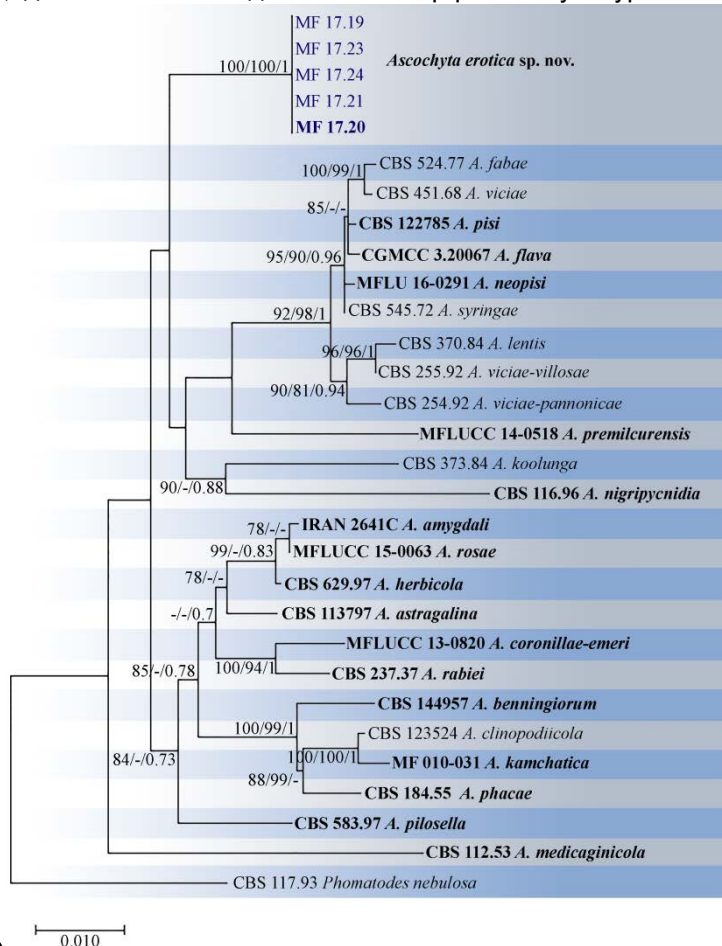 MF 17.19
MF 17.23
100/100/1
MF 17.24
Ascochyta erotica sp. nov.
MF 17.21
MF 17.20
100/99/1
CBS 524.77 A. fabae
CBS 451.68 A. viciae
85/-/-
CBS 122785 A. pisi
95/90/0.96
CGMCC 3.20067 A. flava
MFLU 16-0291 A. neopisi
92/98/1
CBS 545.72 A. syringae
96/96/1
CBS 370.84 A. lentis
CBS 255.92 A. viciae-villosae
90/81/0.94
CBS 254.92 A. viciae-pannonicae
MFLUCC 14-0518 A. premilcurensis
CBS 373.84 A. koolunga
90/-/0.88
CBS 116.96 A. nigripycnidia
78/-/-
IRAN 2641C A. amygdali
99/-/0.83
MFLUCC 15-0063 A. rosae
78/-/-
CBS 629.97 A. herbicola
-/-/0.7
CBS 113797 A. astragalina
MFLUCC 13-0820 A. coronillae-emeri
85/-/0.78
100/94/1
CBS 237.37 A. rabiei
CBS 144957 A. benningiorum
100/99/1
CBS 123524 A. clinopodiicola
84/-/0.73
100/100/1
MF 010-031 A. kamchatica
88/99/-
CBS 184.55 A. phacae
CBS 583.97 A. pilosella
CBS 112.53 A. medicaginicola
CBS 117.93 Phomatodes nebulosa
0.010